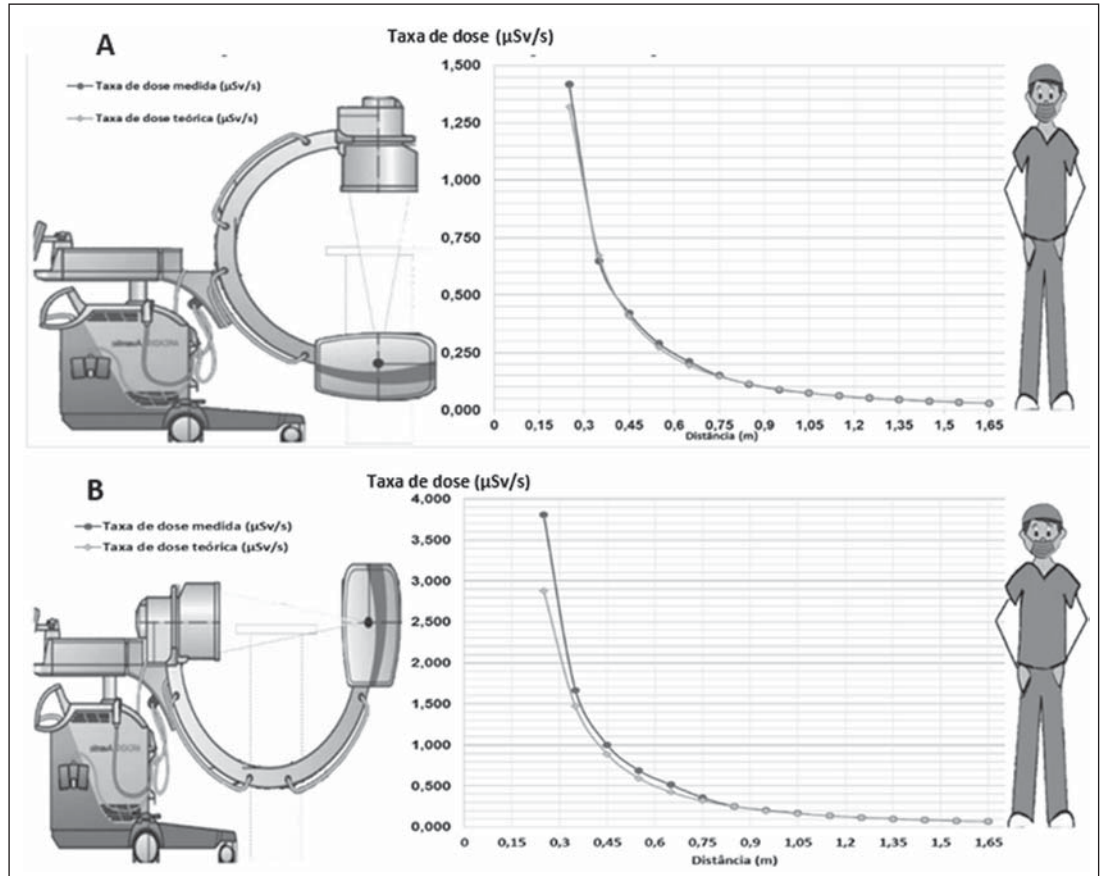 A
Taxa de dose (µSv/s)
Taxa de dose medida (µSv/s)
Taxa de dose teórica (µSv/s)
1,500
1,250
1,000
0,750
0,500
0,250
0,000
0 0,15 0,3 0,45 0,6 0,75 0,9 1,05 1,2 1,35 1,5 1,65
Distância (m)
B
Taxa de dose (µSv/s)
Taxa de dose medida (µSv/s)
Taxa de dose teórica (µSv/s)
4,000
3,500
3,000
2,500
2,000
1,500
1,000
0,500
0,000
0 0,15 0,3 0,45 0,6 0,75 0,9 1,05 1,2 1,35 1,5 1,65
Distância (m)